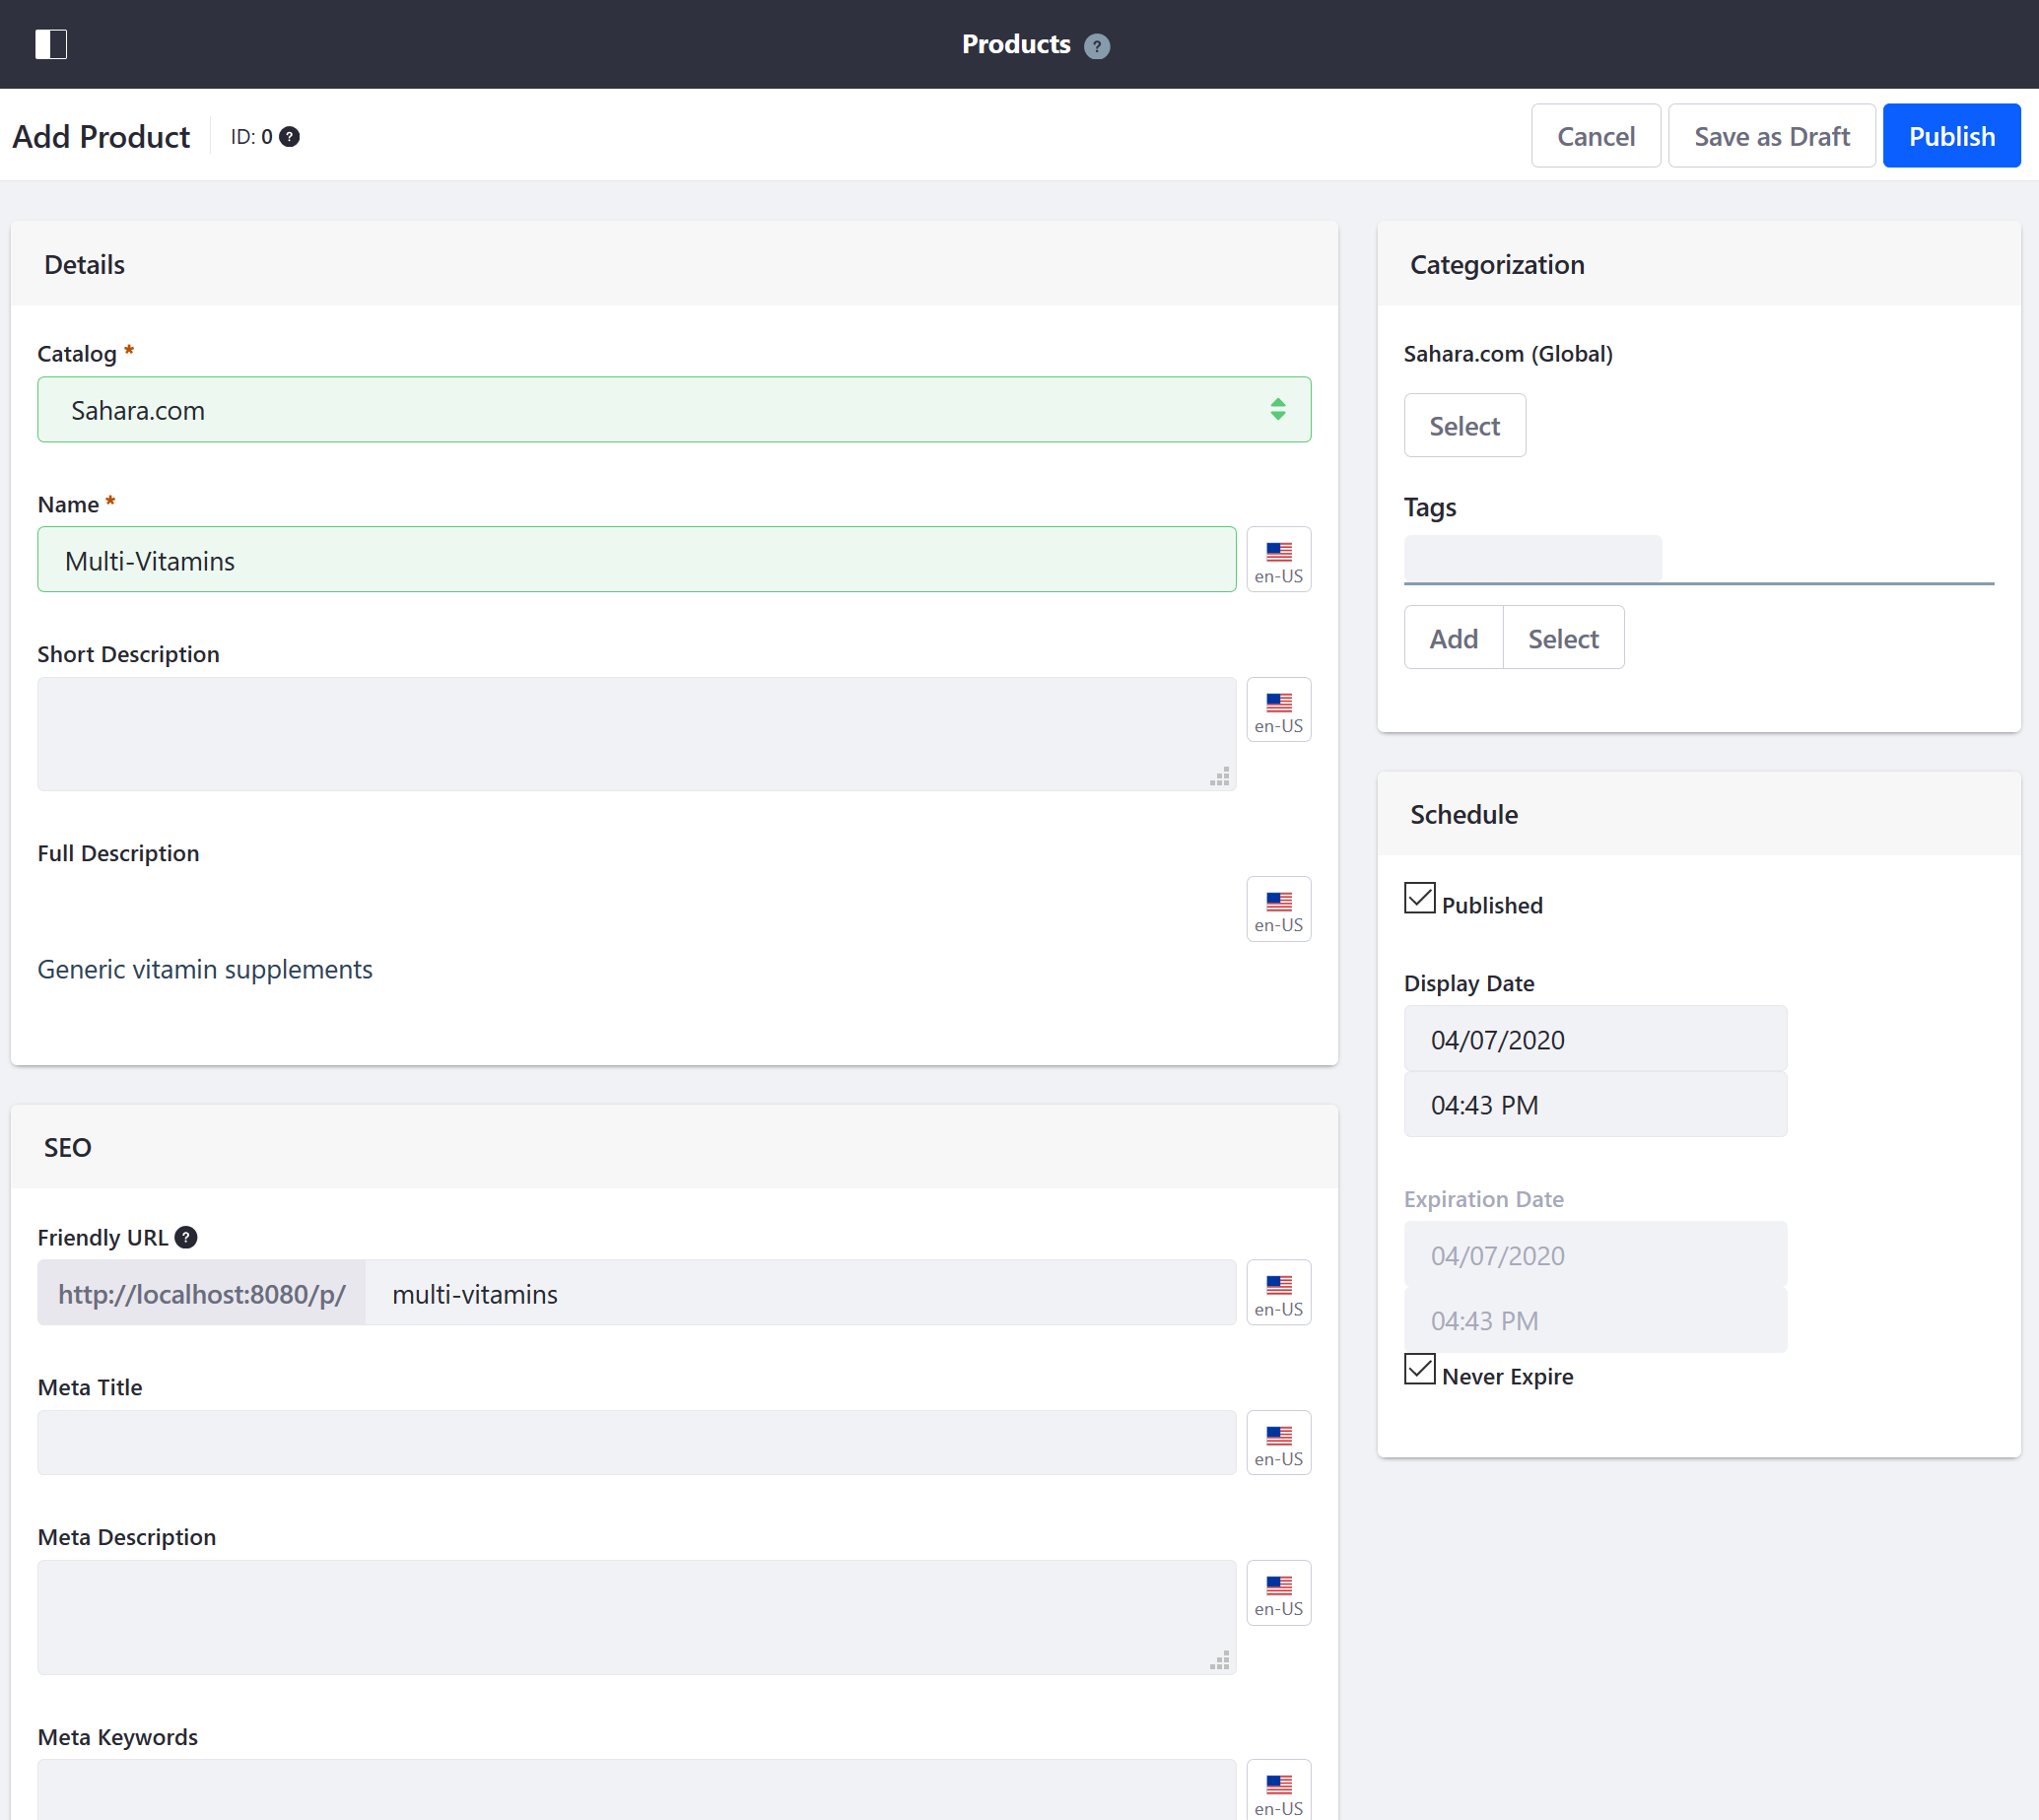 Products ?
Add Product ID: 0 ?
Cancel Save as Draft Publish
Details
Catalog *
Sahara.com
Name *
Multi-Vitamins
en-US
Short Description
en-US
Full Description
en-US
Generic vitamin supplements
SEO
Friendly URL ?
http://localhost:8080/p/ multi-vitamins
en-US
Meta Title
en-US
Meta Description
en-US
Meta Keywords
en-US
Categorization
Sahara.com (Global)
Select
Tags
Add Select
Schedule
Published
Display Date
04/07/2020
04:43 PM
Expiration Date
04/07/2020
04:43 PM
Never Expire